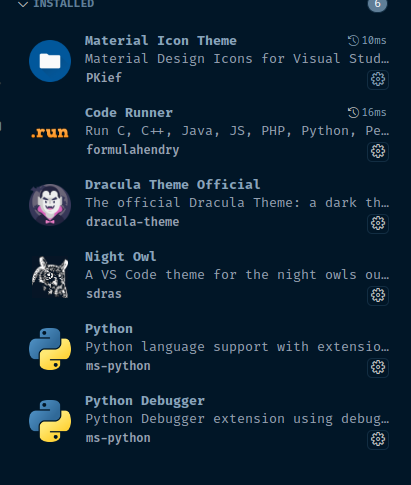 INSTALLED 6
Material Icon Theme 10ms
Material Design Icons for Visual Stud…
PKief
.run
Code Runner 16ms
Run C, C++, Java, JS, PHP, Python, Pe…
formulahendry
Dracula Theme Official
The official Dracula Theme: a dark th…
dracula-theme
Night Owl
A VS Code theme for the night owls ou…
sdras
Python
Python language support with extensio…
ms-python
Python Debugger
Python Debugger extension using debug…
ms-python